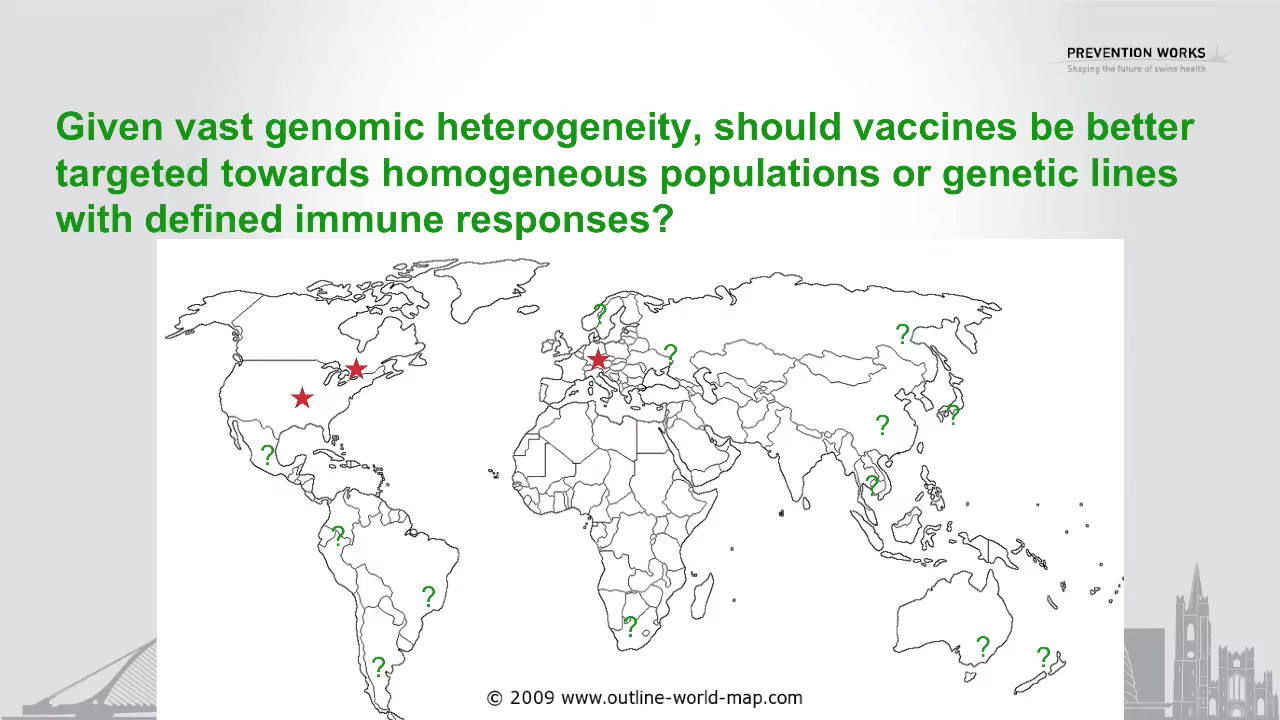 PREVENTION WORKS
Shaping the future of swine health
Given vast genomic heterogeneity, should vaccines be better
targeted towards homogeneous populations or genetic lines
with defined immune responses?
?
?
?
?
?
?
?
?
?
?
?
?
?
© 2009 www.outline-world-map.com